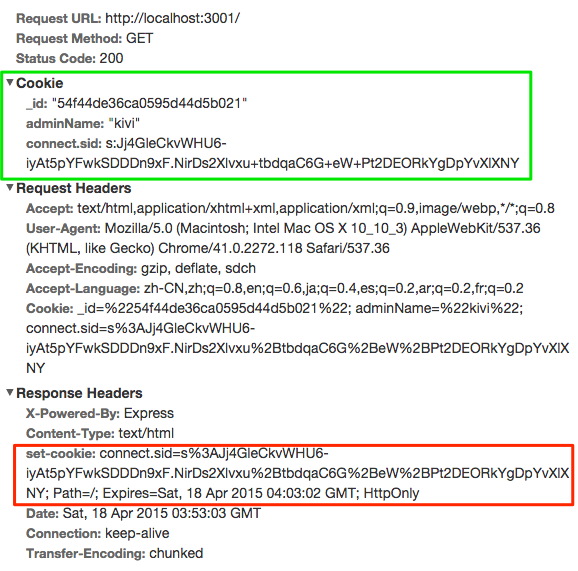 Request URL: http://localhost:3001/
Request Method: GET
Status Code: 200
▼Cookie
_id: "54f44de36ca0595d44d5b021"
adminName: "kivi"
connect.sid: s:Jj4GleCkvWHU6-
iyAt5pYFwkSDDDn9xF.NirDs2Xlvxu+tbdqaC6G+eW+Pt2DEORkYgDpYvXlXNY
▼Request Headers
Accept: text/html,application/xhtml+xml,application/xml;q=0.9,image/webp,*/*;q=0.8
User-Agent: Mozilla/5.0 (Macintosh; Intel Mac OS X 10_10_3) AppleWebKit/537.36
(KHTML, like Gecko) Chrome/41.0.2272.118 Safari/537.36
Accept-Encoding: gzip, deflate, sdch
Accept-Language: zh-CN,zh;q=0.8,en;q=0.6,ja;q=0.4,es;q=0.2,ar;q=0.2,fr;q=0.2
Cookie: _id=%2254f44de36ca0595d44d5b021%22; adminName=%22kivi%22;
connect.sid=s%3AJj4GleCkvWHU6-
iyAt5pYFwkSDDDn9xF.NirDs2Xlvxu%2BtbdqaC6G%2BeW%2BPt2DEORkYgDpYvXlX
NY
▼Response Headers
X-Powered-By: Express
Content-Type: text/html
set-cookie: connect.sid=s%3AJj4GleCkvWHU6-
iyAt5pYFwkSDDDn9xF.NirDs2Xlvxu%2BtbdqaC6G%2BeW%2BPt2DEORkYgDpYvXlX
NY; Path=/; Expires=Sat, 18 Apr 2015 04:03:02 GMT; HttpOnly
Date: Sat, 18 Apr 2015 03:53:03 GMT
Connection: keep-alive
Transfer-Encoding: chunked